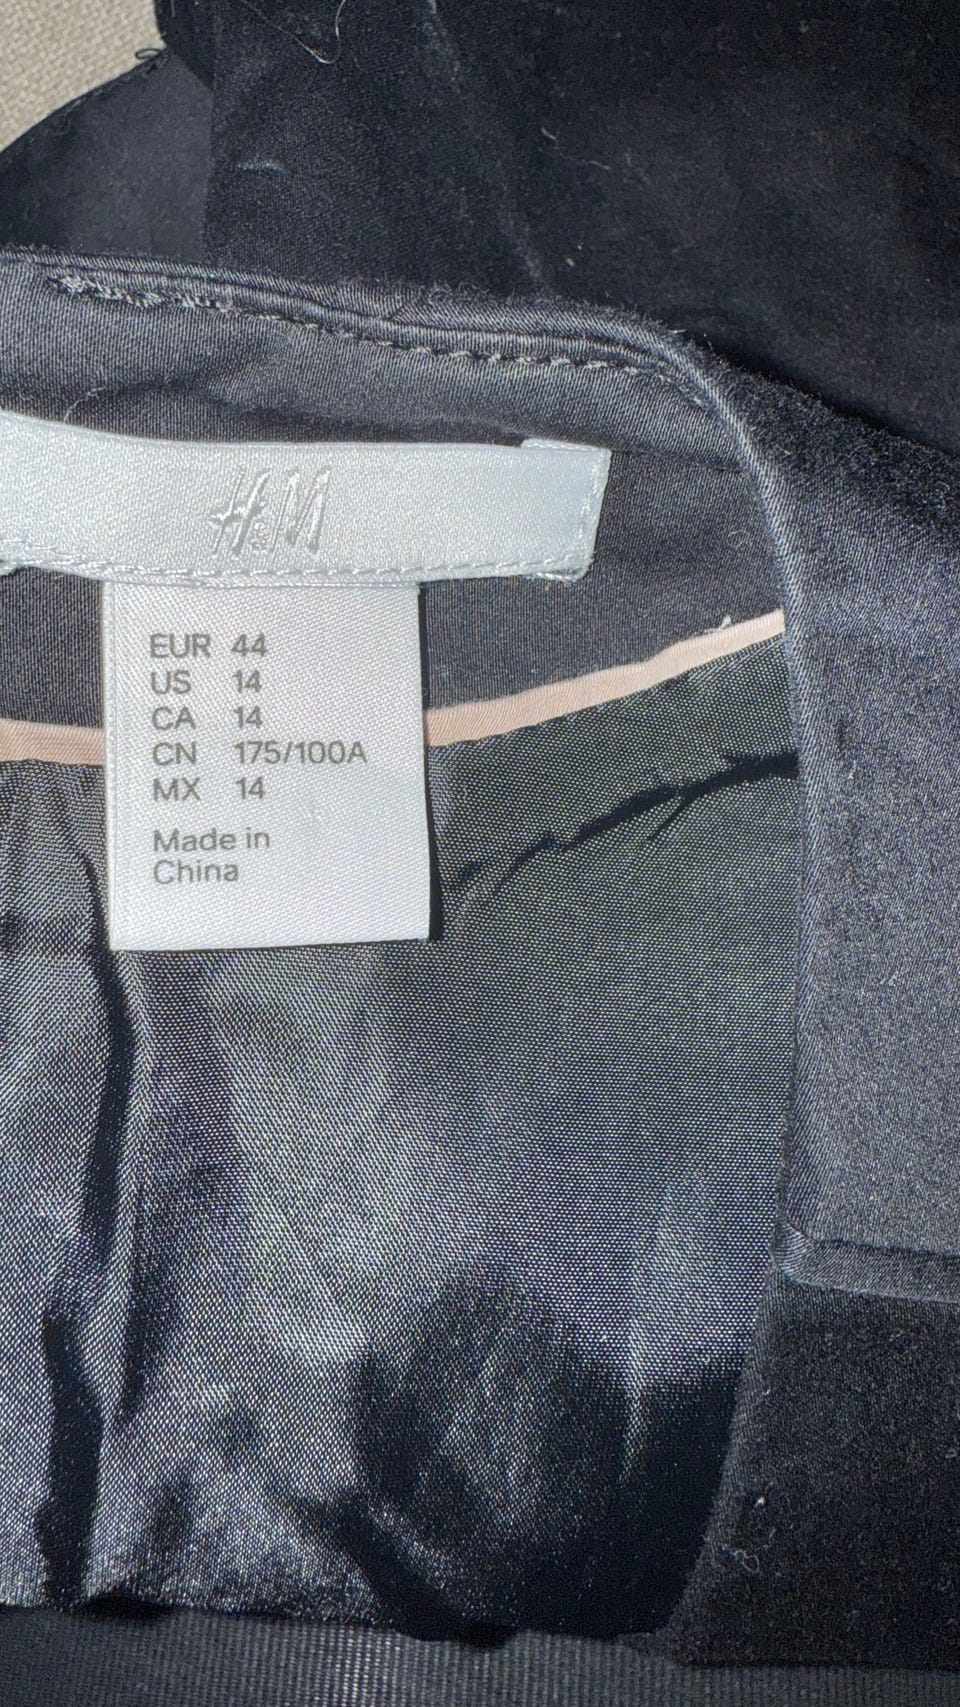 H&M
EUR 44
US 14
CA 14
CN 175/100A
MX 14
Made in
China